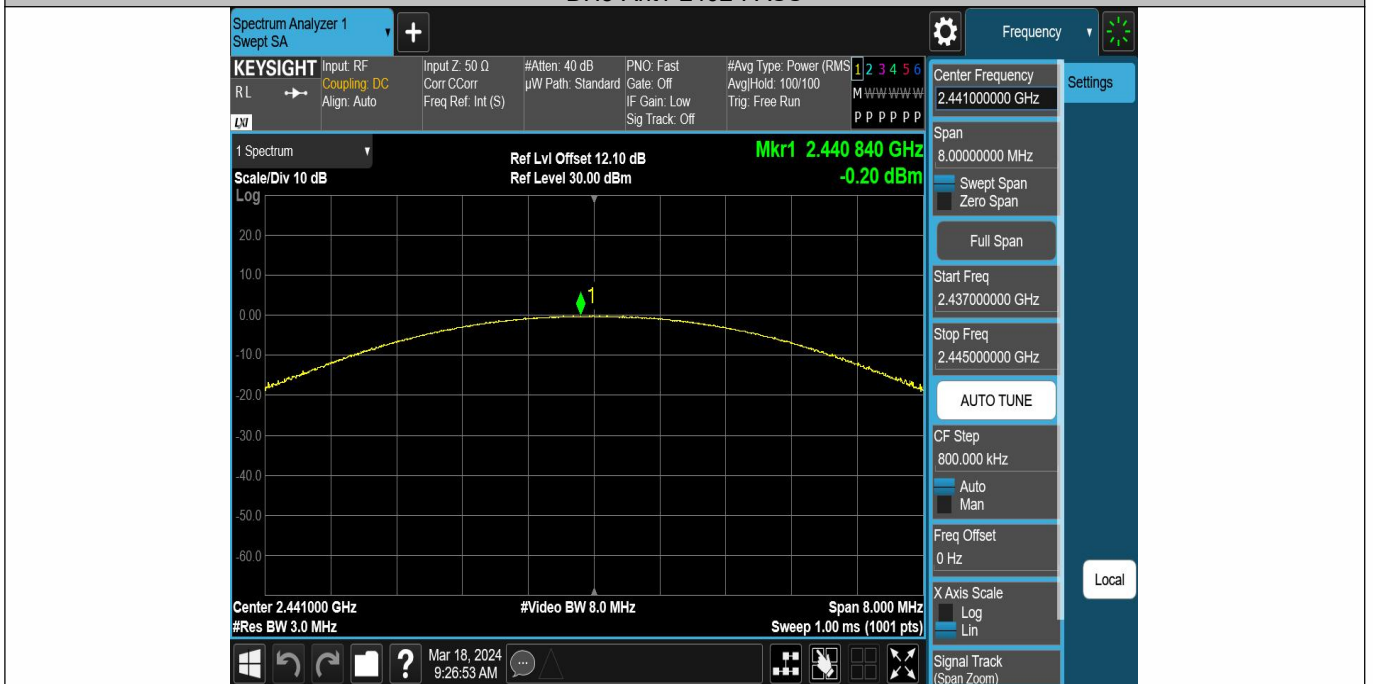 Spectrum Analyzer 1
Swept SA
Frequency
KEYSIGHT
RL
LXI
Input: RF
Coupling: DC
Align: Auto
Input Z: 50 Ω
Corr CCorr
Freq Ref: Int (S)
#Atten: 40 dB
µW Path: Standard
PNO: Fast
Gate: Off
IF Gain: Low
Sig Track: Off
#Avg Type: Power (RMS
Avg|Hold: 100/100
Trig: Free Run
1 2 3 4 5 6
M W W W W W
P P P P P P
Center Frequency
2.441000000 GHz
Settings
Span
8.00000000 MHz
Swept Span
Zero Span
Full Span
Start Freq
2.437000000 GHz
Stop Freq
2.445000000 GHz
AUTO TUNE
CF Step
800.000 kHz
Auto
Man
Freq Offset
0 Hz
X Axis Scale
Log
Lin
Signal Track
(Span Zoom)
Local
1 Spectrum
Scale/Div 10 dB
Ref Lvl Offset 12.10 dB
Ref Level 30.00 dBm
Mkr1 2.440 840 GHz
-0.20 dBm
Log
20.0
10.0
0.00
-10.0
-20.0
-30.0
-40.0
-50.0
-60.0
1
Center 2.441000 GHz
#Video BW 8.0 MHz
Span 8.000 MHz
#Res BW 3.0 MHz
Sweep 1.00 ms (1001 pts)
Mar 18, 2024
9:26:53 AM